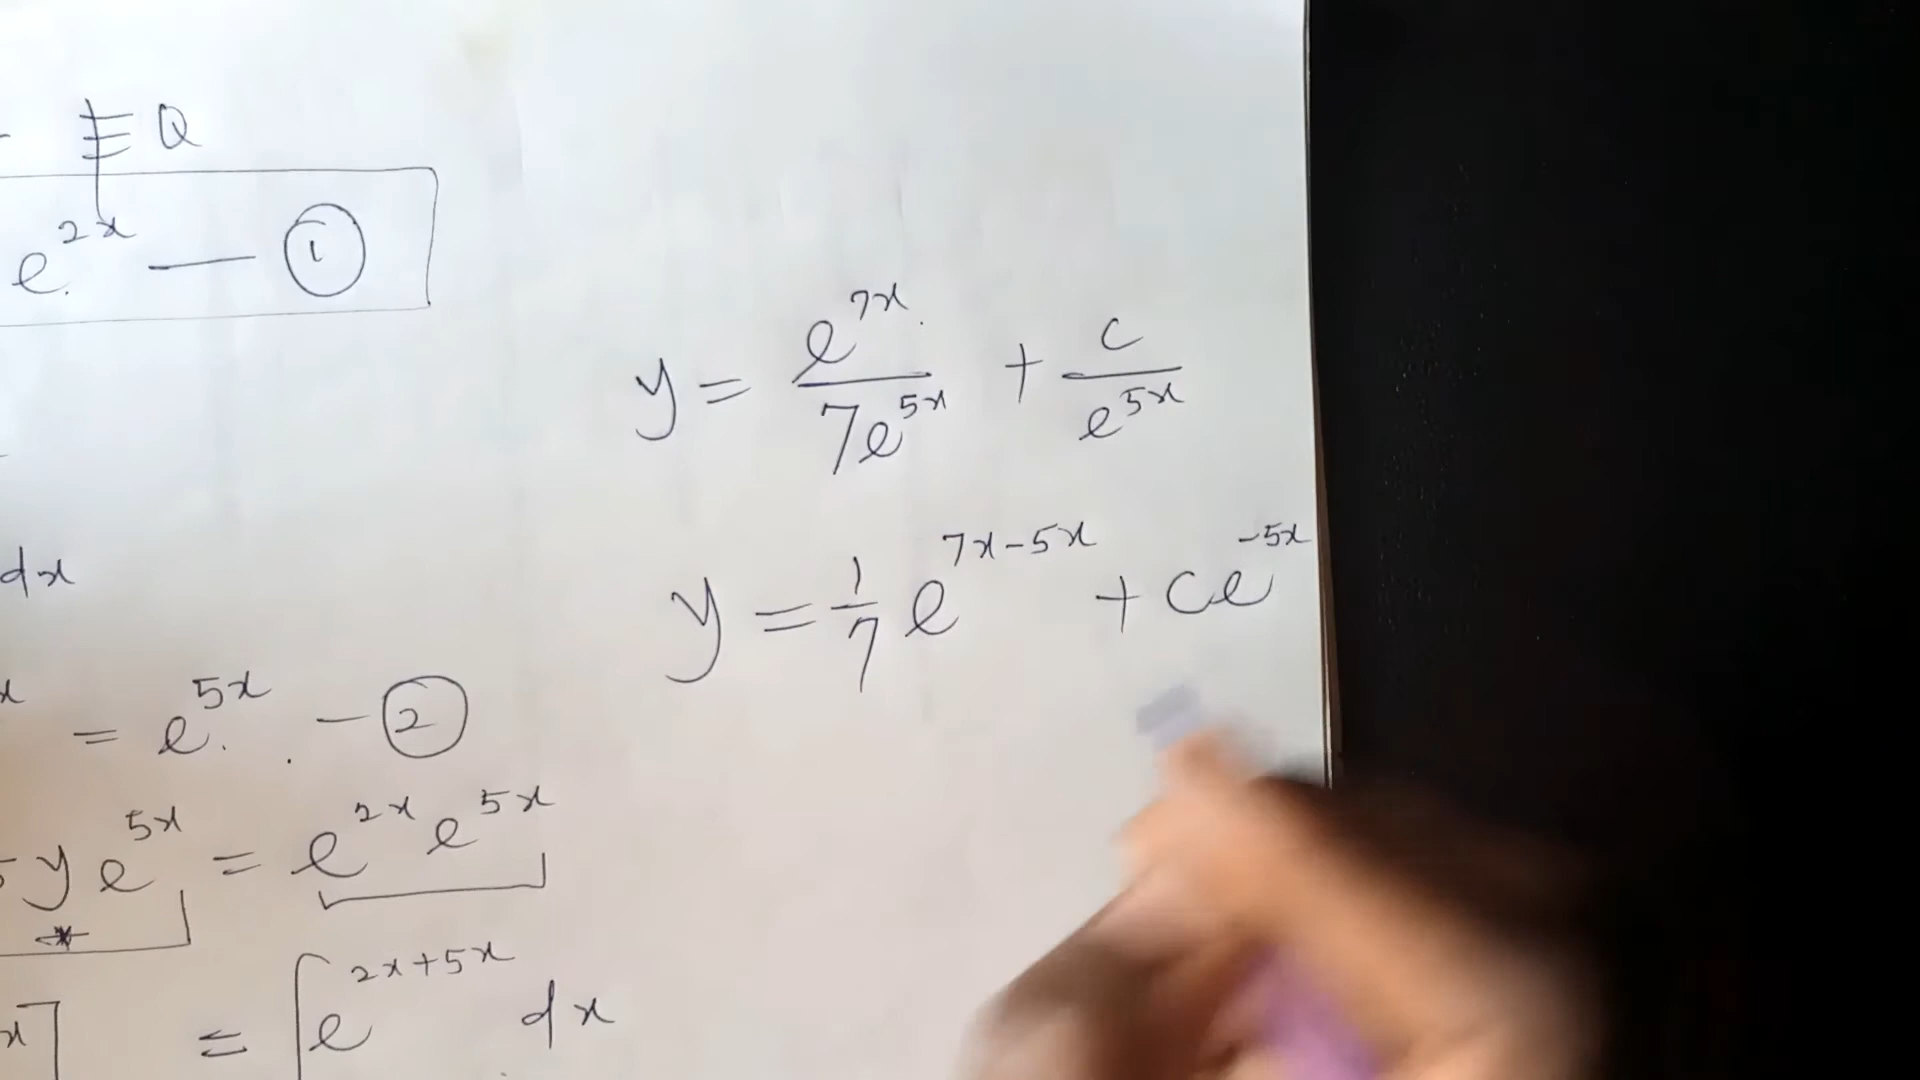 ≡ Q
e^{2x} — ①
dx
= e^{5x} — ②
y e^{5x} = e^{2x} e^{5x}
*
x] = ∫ e^{2x+5x} dx
y = e^{7x}/7e^{5x} + c/e^{5x}
y = 1/7 e^{7x-5x} + ce^{-5x}